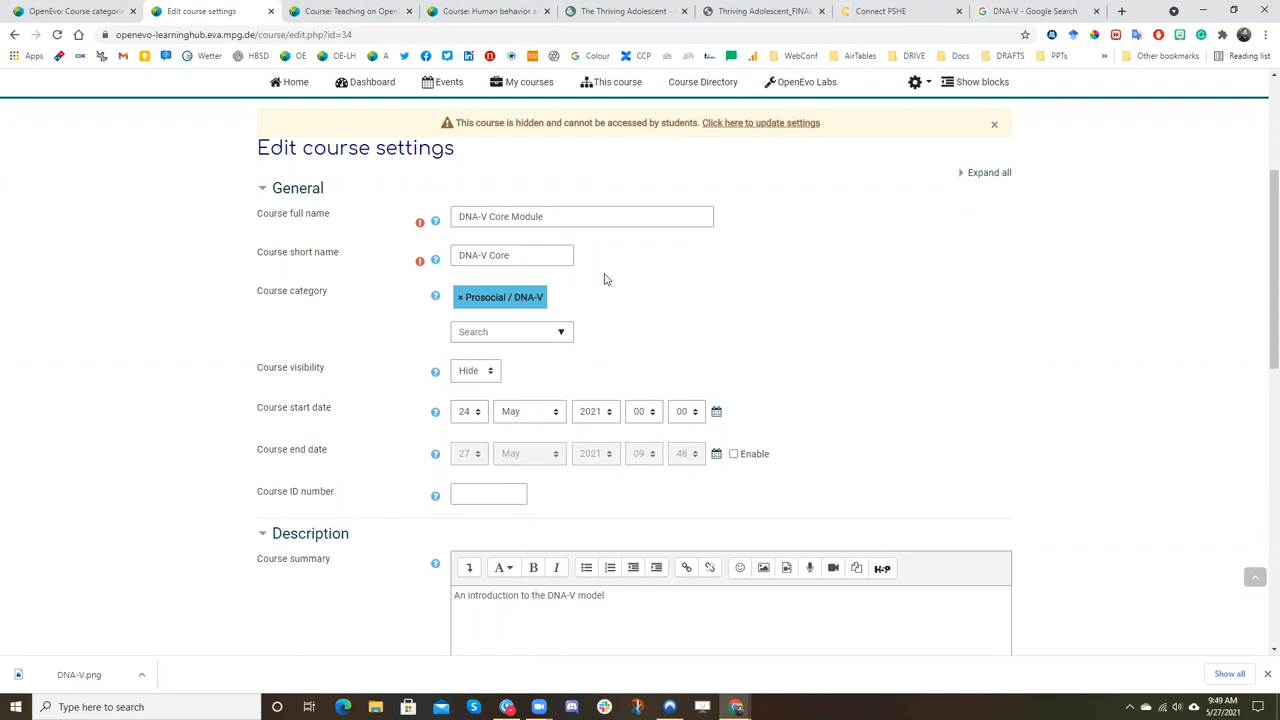 OpenEvo: Course categorie
Edit course settings
Course: Teaching on OpenE
Course: Human behavior a
The Thriving Adolescent -
Thriving Adolescent_FINAL
Connect PSHE
DNA-V - Google Search
openevo-learninghub.eva.mpg.de/course/edit.php?id=34
Apps OX Wetter HBSD OE OE-LH A Colour CCP WebConf AirTables DRIVE Docs DRAFTS PPTs » Other bookmarks Reading list
Home Dashboard Events My courses This course Course Directory OpenEvo Labs Show blocks
This course is hidden and cannot be accessed by students. Click here to update settings ×
Edit course settings
Expand all
General
Course full name DNA-V Core Module
Course short name DNA-V Core
Course category × Prosocial / DNA-V
Search ▼
Course visibility Hide
Course start date 24 May 2021 00 00
Course end date 27 May 2021 09 48 Enable
Course ID number
Description
Course summary
A B I H-P
An introduction to the DNA-V model
DNA-V.png
Show all
Type here to search
9:49 AM
5/27/2021